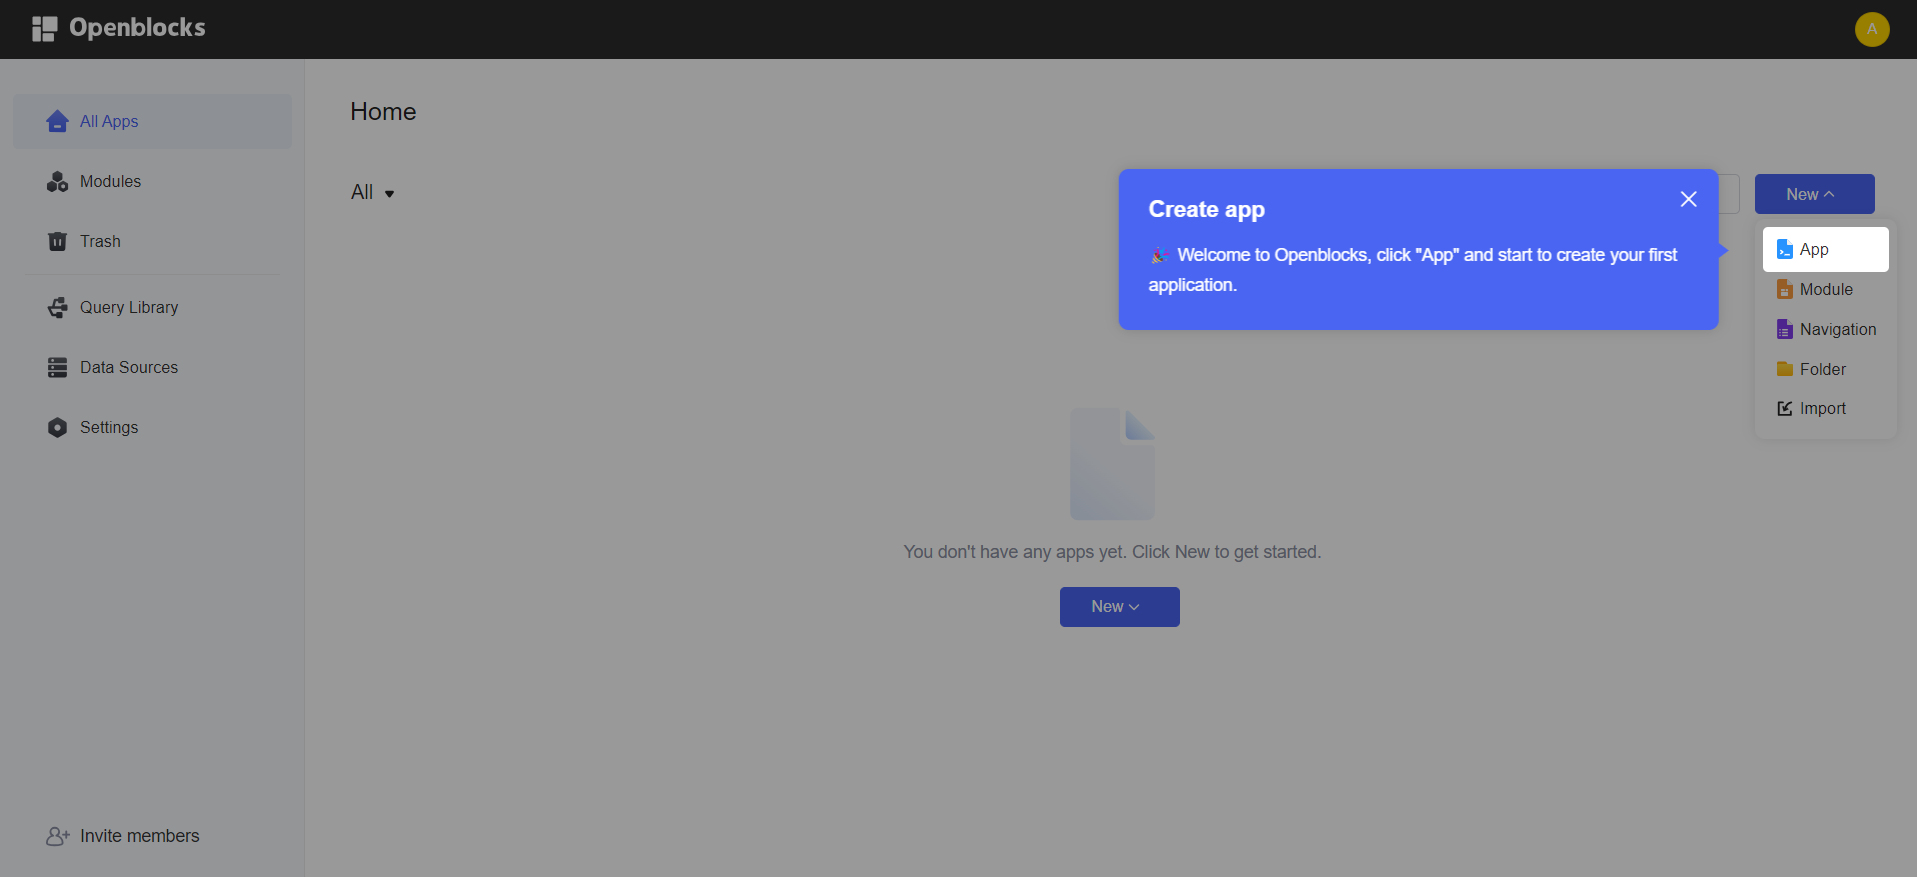 Openblocks
A
All Apps
Modules
Trash
Query Library
Data Sources
Settings
Invite members
Home
All
Create app
🎉 Welcome to Openblocks, click "App" and start to create your first
application.
New
App
Module
Navigation
Folder
Import
You don't have any apps yet. Click New to get started.
New